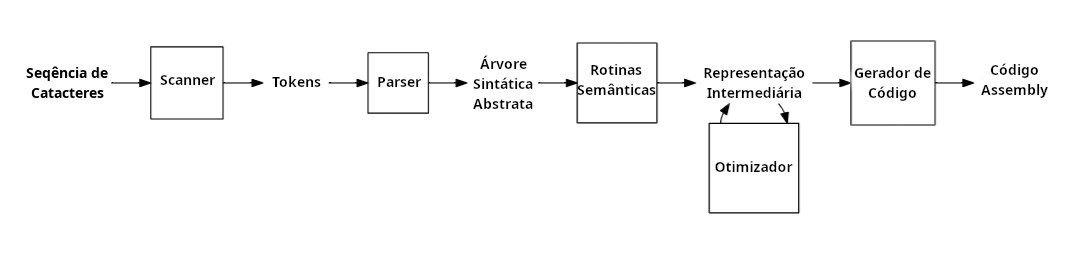 Seqência de
Catacteres
Scanner
Tokens
Parser
Árvore
Sintática
Abstrata
Rotinas
Semânticas
Representação
Intermediária
Otimizador
Gerador de
Código
Código
Assembly